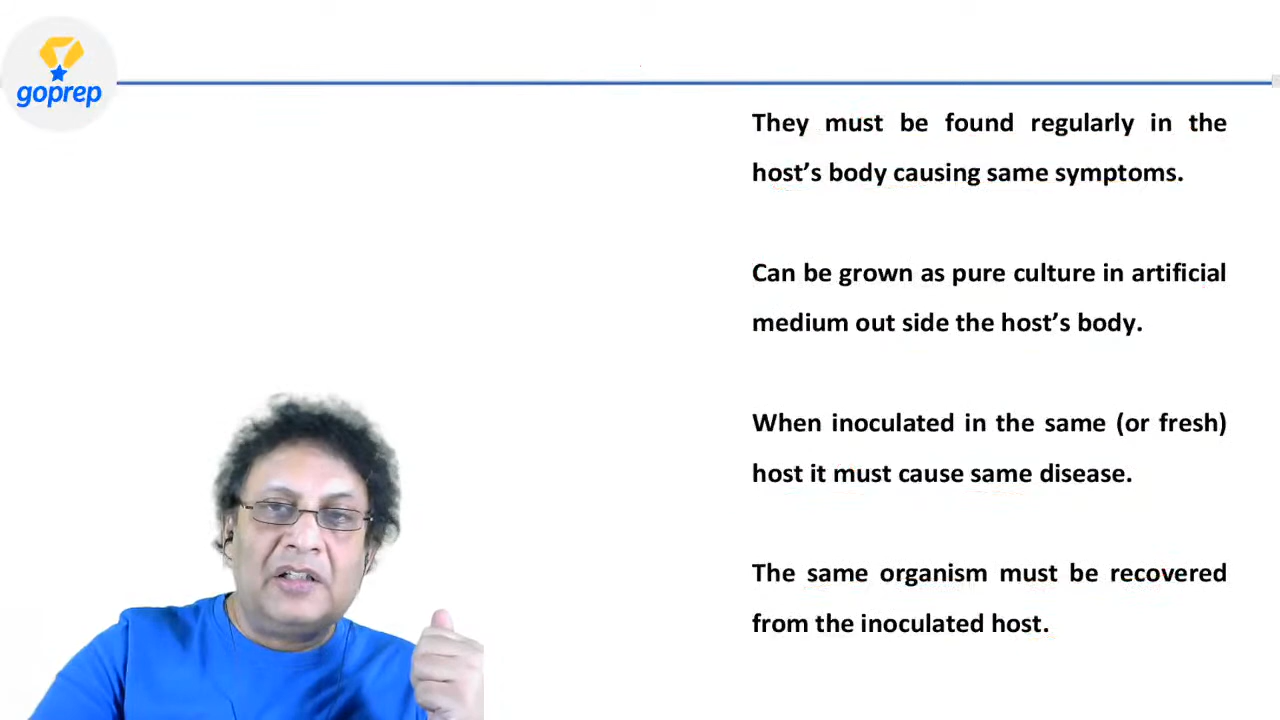 goprep
They must be found regularly in the
host’s body causing same symptoms.
Can be grown as pure culture in artificial
medium out side the host’s body.
When inoculated in the same (or fresh)
host it must cause same disease.
The same organism must be recovered
from the inoculated host.